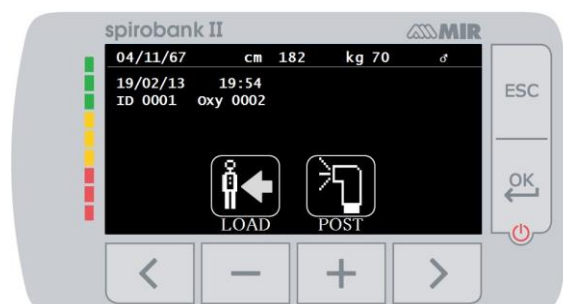 spirobank II MIR
04/11/67 cm 182 kg 70 ♂
19/02/13 19:54
ID 0001 Oxy 0002
LOAD POST
ESC
OK
< − + >